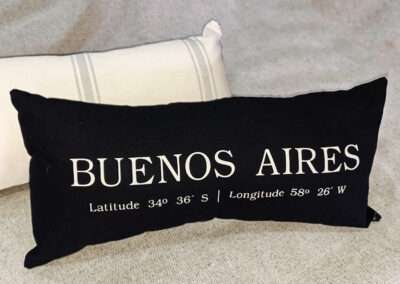 BUENOS AIRES
Latitude 34º 36´ S | Longitude 58º 26´ W